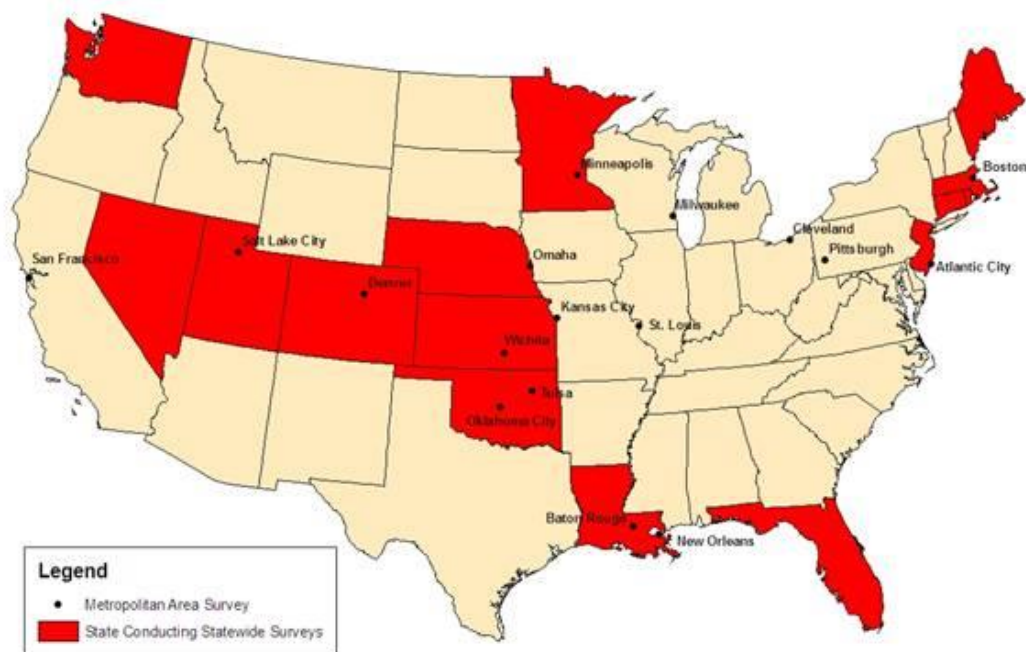 Minneapolis
Boston
Milwaukee
Salt Lake City
Cleveland
San Francisco
Omaha
Pittsburgh
Atlantic City
Denver
Kansas City
St. Louis
Wichita
Tulsa
Oklahoma City
Baton Rouge
New Orleans
Legend
Metropolitan Area Survey
State Conducting Statewide Surveys